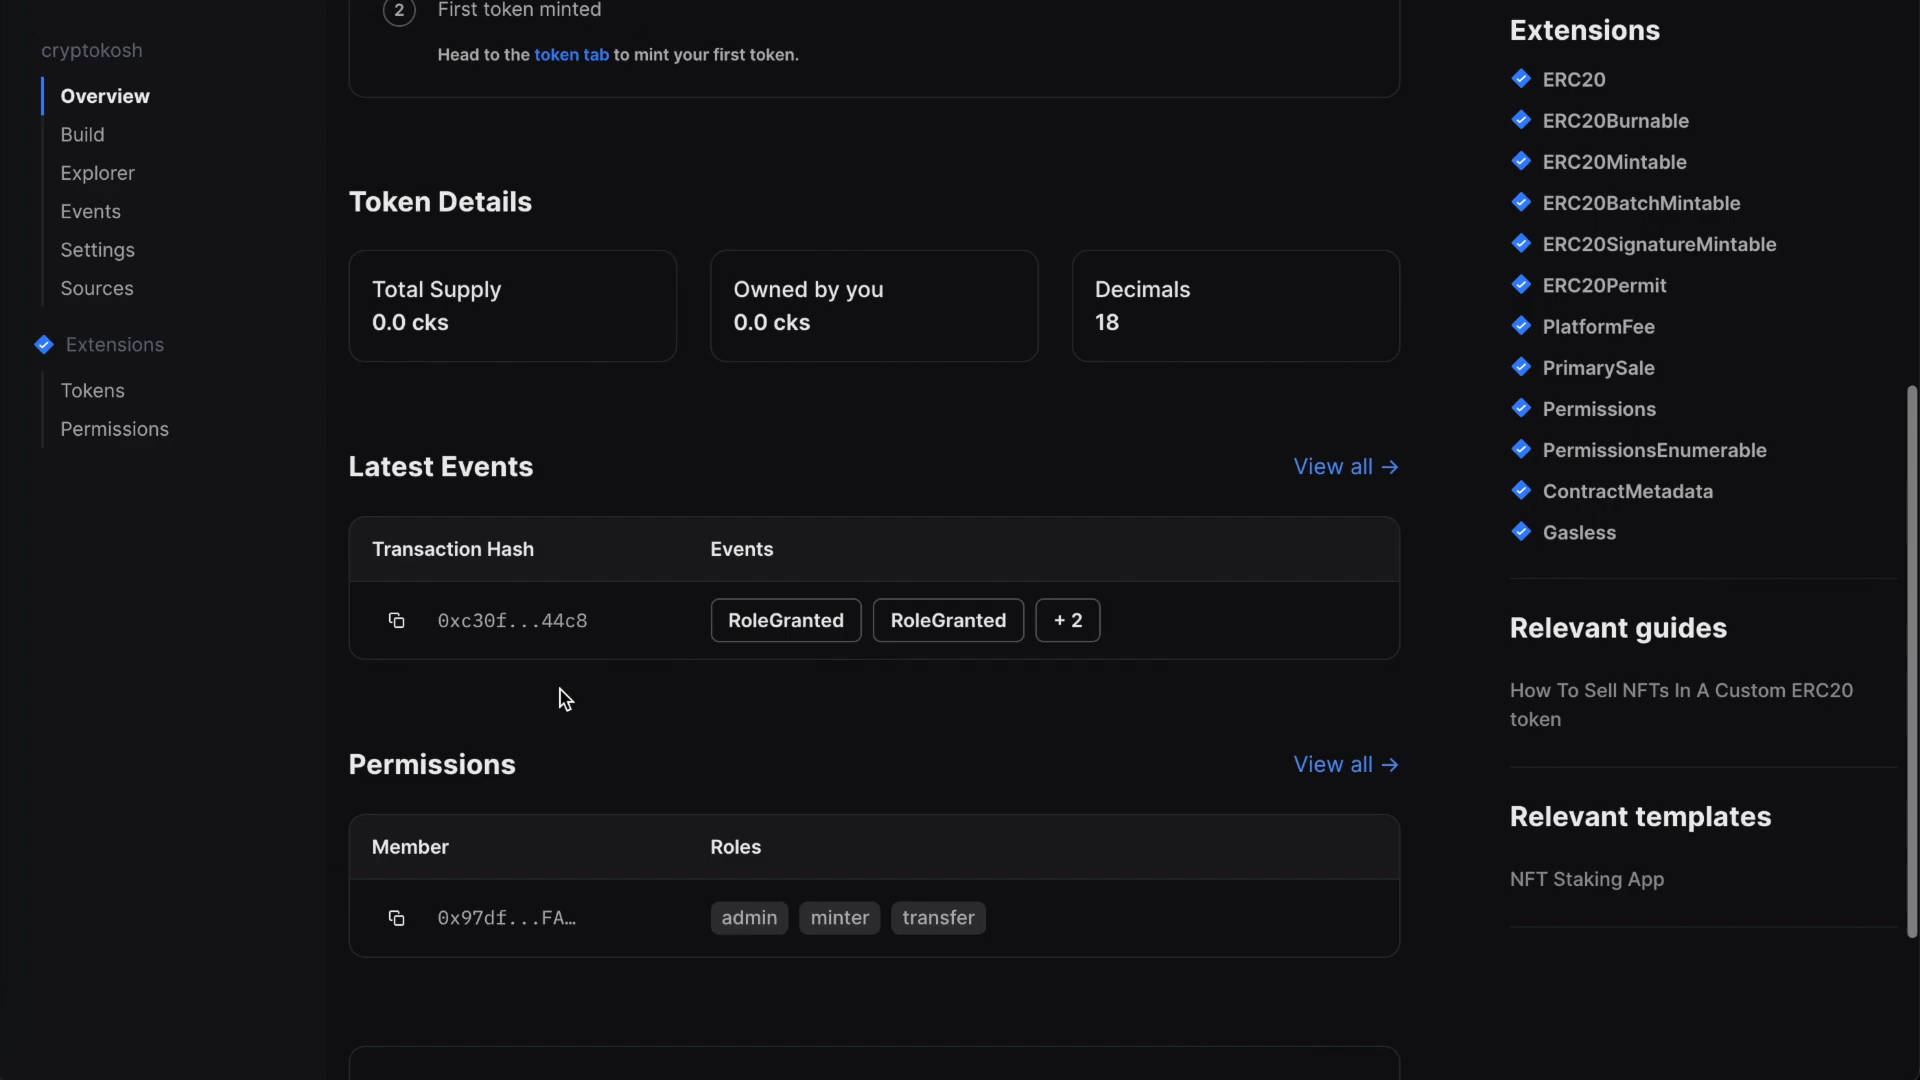 cryptokosh
Overview
Build
Explorer
Events
Settings
Sources
Extensions
Tokens
Permissions
2 First token minted
Head to the token tab to mint your first token.
Token Details
Total Supply
0.0 cks
Owned by you
0.0 cks
Decimals
18
Latest Events
View all →
Transaction Hash Events
0xc30f...44c8 RoleGranted RoleGranted + 2
Permissions
View all →
Member Roles
0x97df...FA... admin minter transfer
Extensions
ERC20
ERC20Burnable
ERC20Mintable
ERC20BatchMintable
ERC20SignatureMintable
ERC20Permit
PlatformFee
PrimarySale
Permissions
PermissionsEnumerable
ContractMetadata
Gasless
Relevant guides
How To Sell NFTs In A Custom ERC20
token
Relevant templates
NFT Staking App